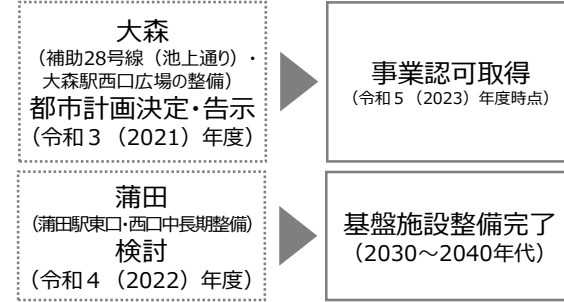 大森
（補助28号線（池上通り）・
大森駅西口広場の整備）
都市計画決定・告示
（令和３（2021）年度）
事業認可取得
（令和５（2023）年度時点）
蒲田
（蒲田駅東口・西口中長期整備）
検討
（令和４（2022）年度）
基盤施設整備完了
（2030～2040年代）